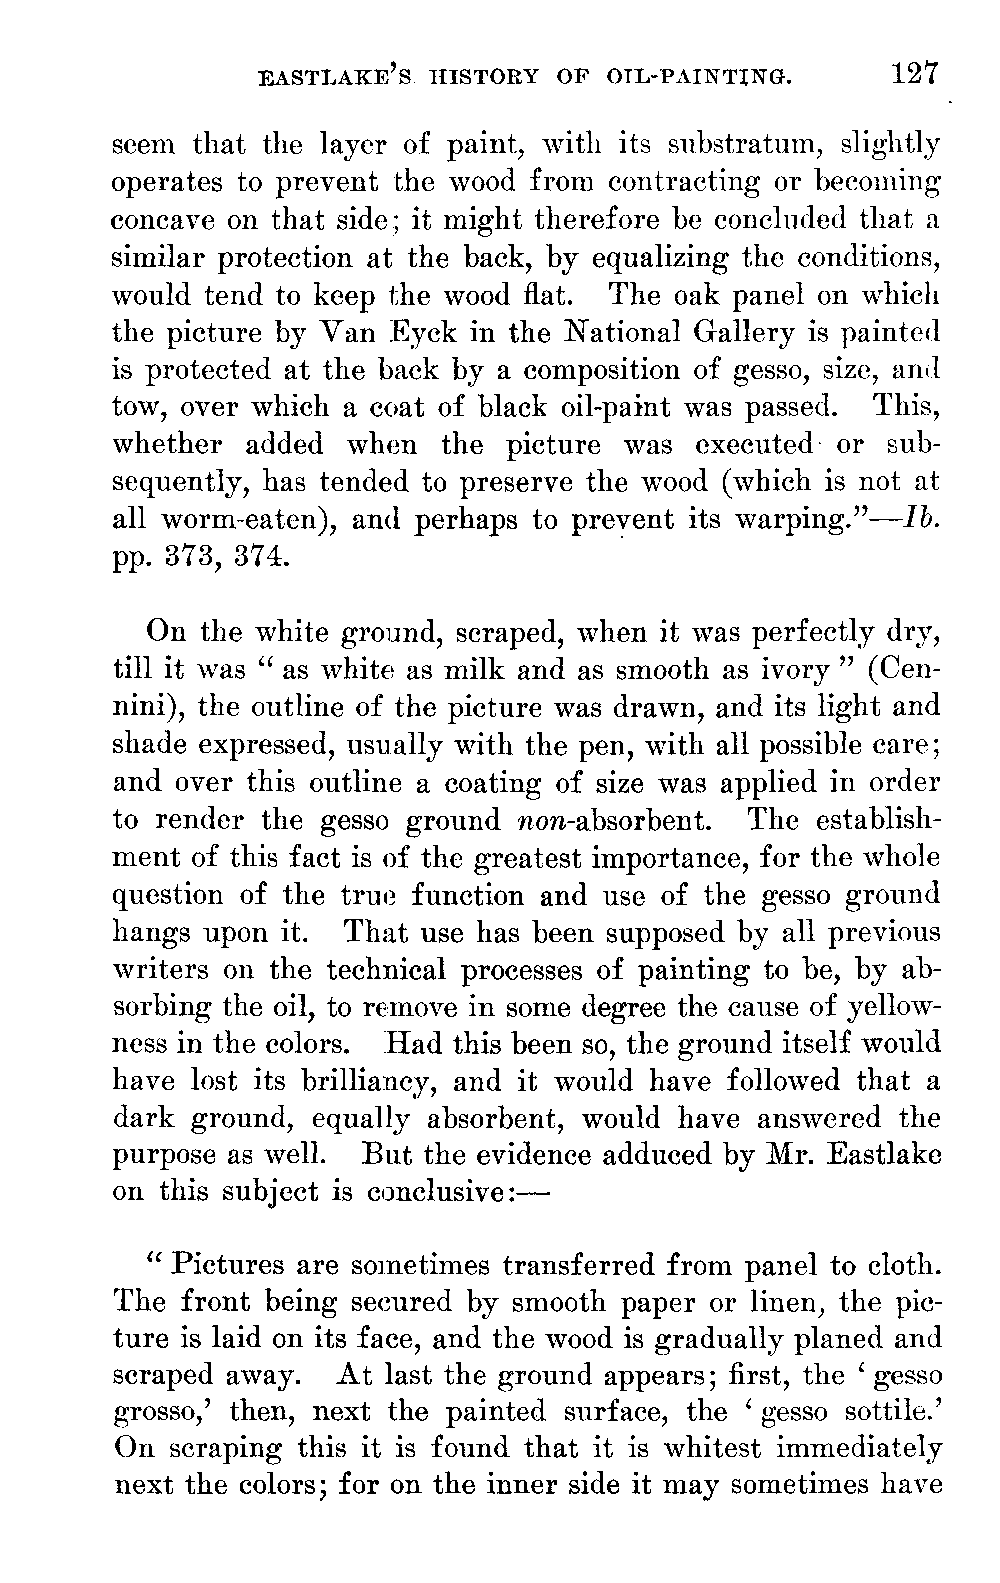 EASTLAKE'S HISTORY OF OIL-PAINTING. 127
seem that the layer of paint, with its substratum, slightly
operates to prevent the wood from contracting or becoming
concave on that side; it might therefore be concluded that a
similar protection at the back, by equalizing the conditions,
would tend to keep the wood flat. The oak panel on which
the picture by Van Eyck in the National Gallery is painted
is protected at the back by a composition of gesso, size, and
tow, over which a coat of black oil-paint was passed. This,
whether added when the picture was executed or sub-
sequently, has tended to preserve the wood (which is not at
all worm-eaten), and perhaps to prevent its warping."—Ib.
pp. 373, 374.
On the white ground, scraped, when it was perfectly dry,
till it was " as white as milk and as smooth as ivory " (Cen-
nini), the outline of the picture was drawn, and its light and
shade expressed, usually with the pen, with all possible care;
and over this outline a coating of size was applied in order
to render the gesso ground non-absorbent. The establish-
ment of this fact is of the greatest importance, for the whole
question of the true function and use of the gesso ground
hangs upon it. That use has been supposed by all previous
writers on the technical processes of painting to be, by ab-
sorbing the oil, to remove in some degree the cause of yellow-
ness in the colors. Had this been so, the ground itself would
have lost its brilliancy, and it would have followed that a
dark ground, equally absorbent, would have answered the
purpose as well. But the evidence adduced by Mr. Eastlake
on this subject is conclusive:—
" Pictures are sometimes transferred from panel to cloth.
The front being secured by smooth paper or linen, the pic-
ture is laid on its face, and the wood is gradually planed and
scraped away. At last the ground appears; first, the ' gesso
grosso,' then, next the painted surface, the ' gesso sottile.'
On scraping this it is found that it is whitest immediately
next the colors; for on the inner side it may sometimes have